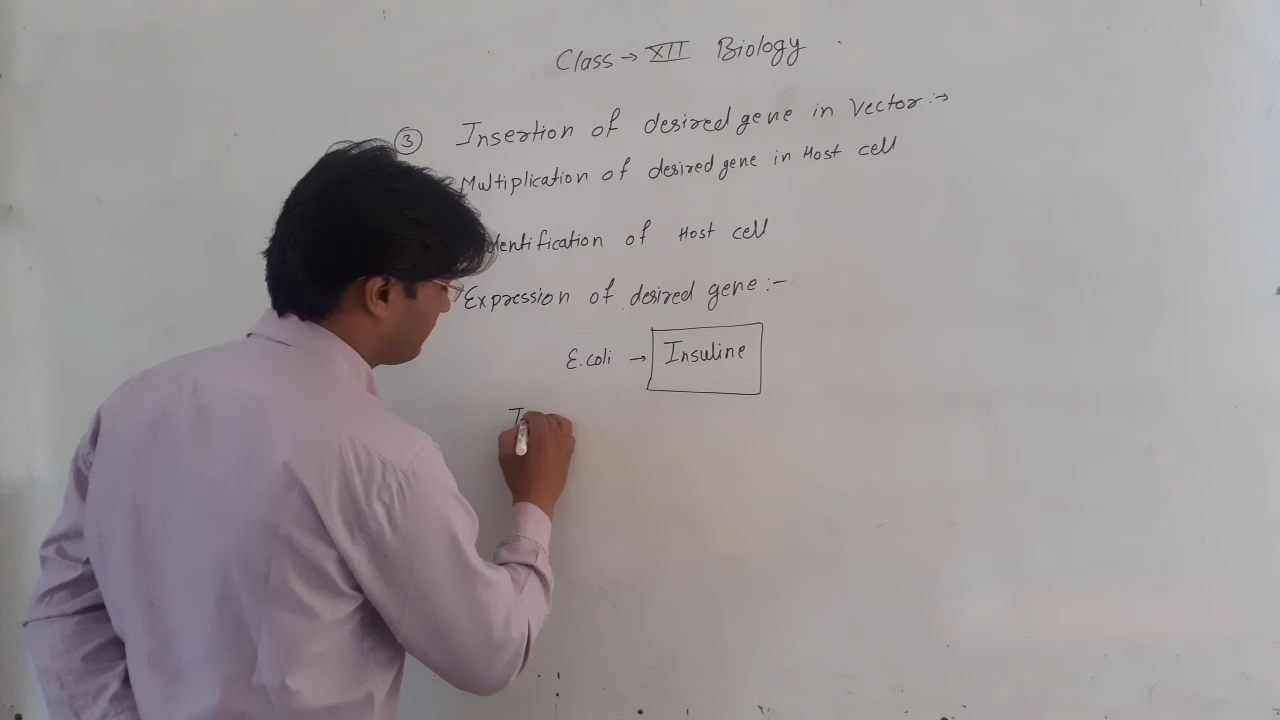 Class → XII Biology
③ Insertion of desired gene in Vector :→
Multiplication of desired gene in Host cell
dentification of Host cell
Expression of desired gene :-
E.coli → Insuline
I